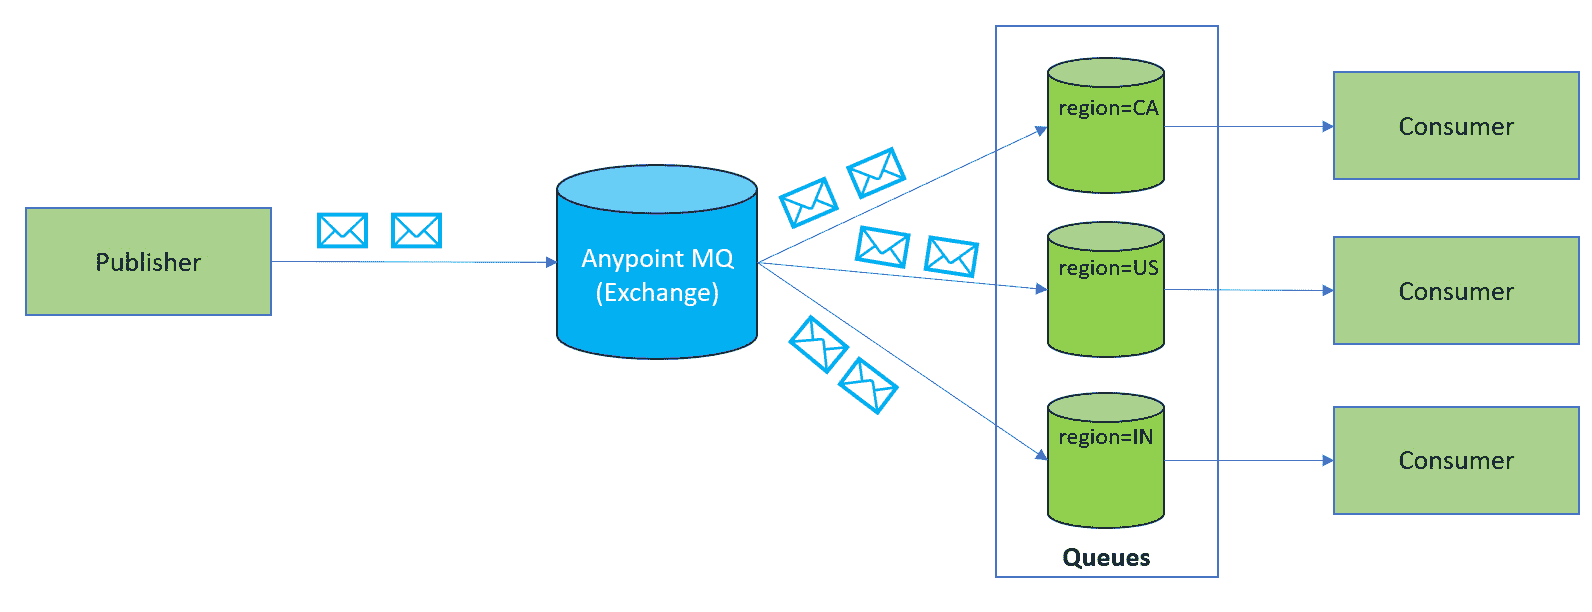 Publisher
Anypoint MQ
(Exchange)
region=CA
Consumer
region=US
Consumer
region=IN
Consumer
Queues